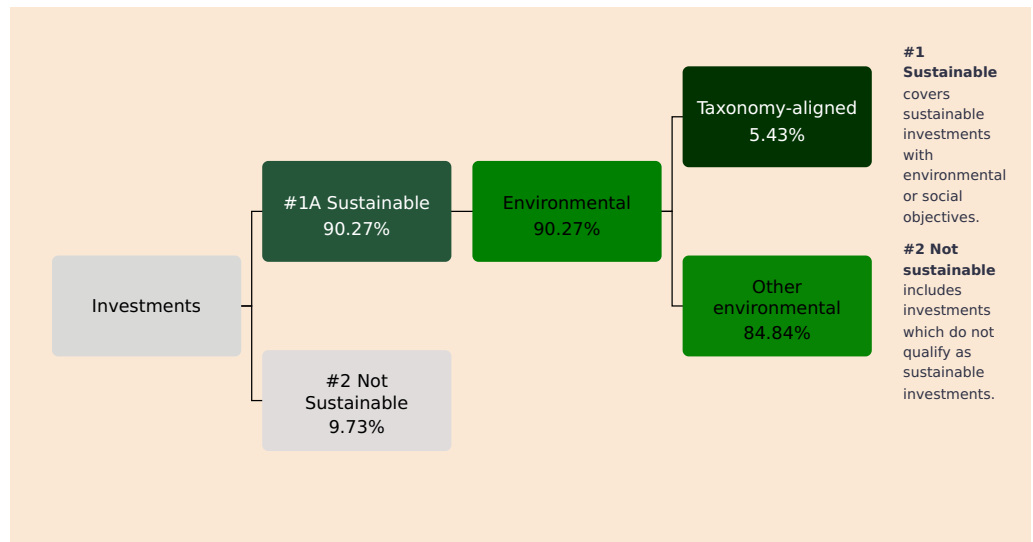 Taxonomy-aligned
5.43%
#1A Sustainable
90.27%
Environmental
90.27%
Investments
Other
environmental
84.84%
#2 Not
Sustainable
9.73%
#1
Sustainable
covers
sustainable
investments
with
environmental
or social
objectives.
#2 Not
sustainable
includes
investments
which do not
qualify as
sustainable
investments.